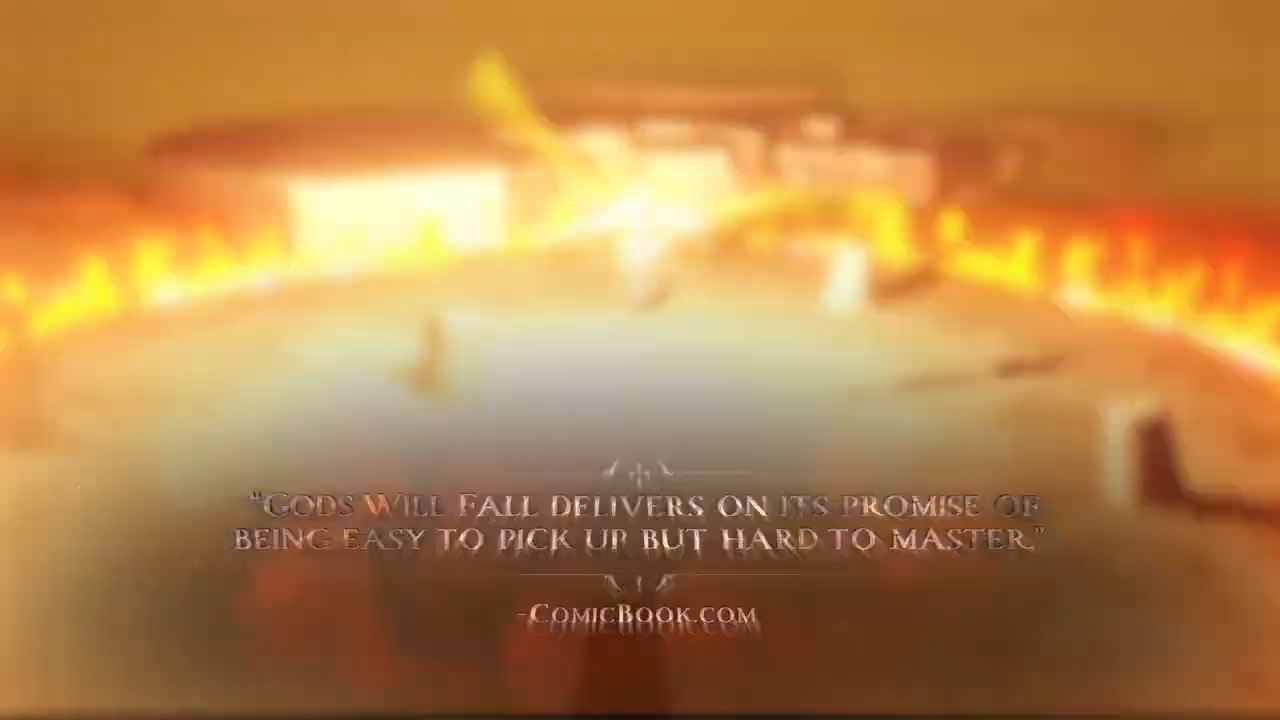 "Gods Will Fall delivers on its promise of
being easy to pick up but hard to master."
-ComicBook.com